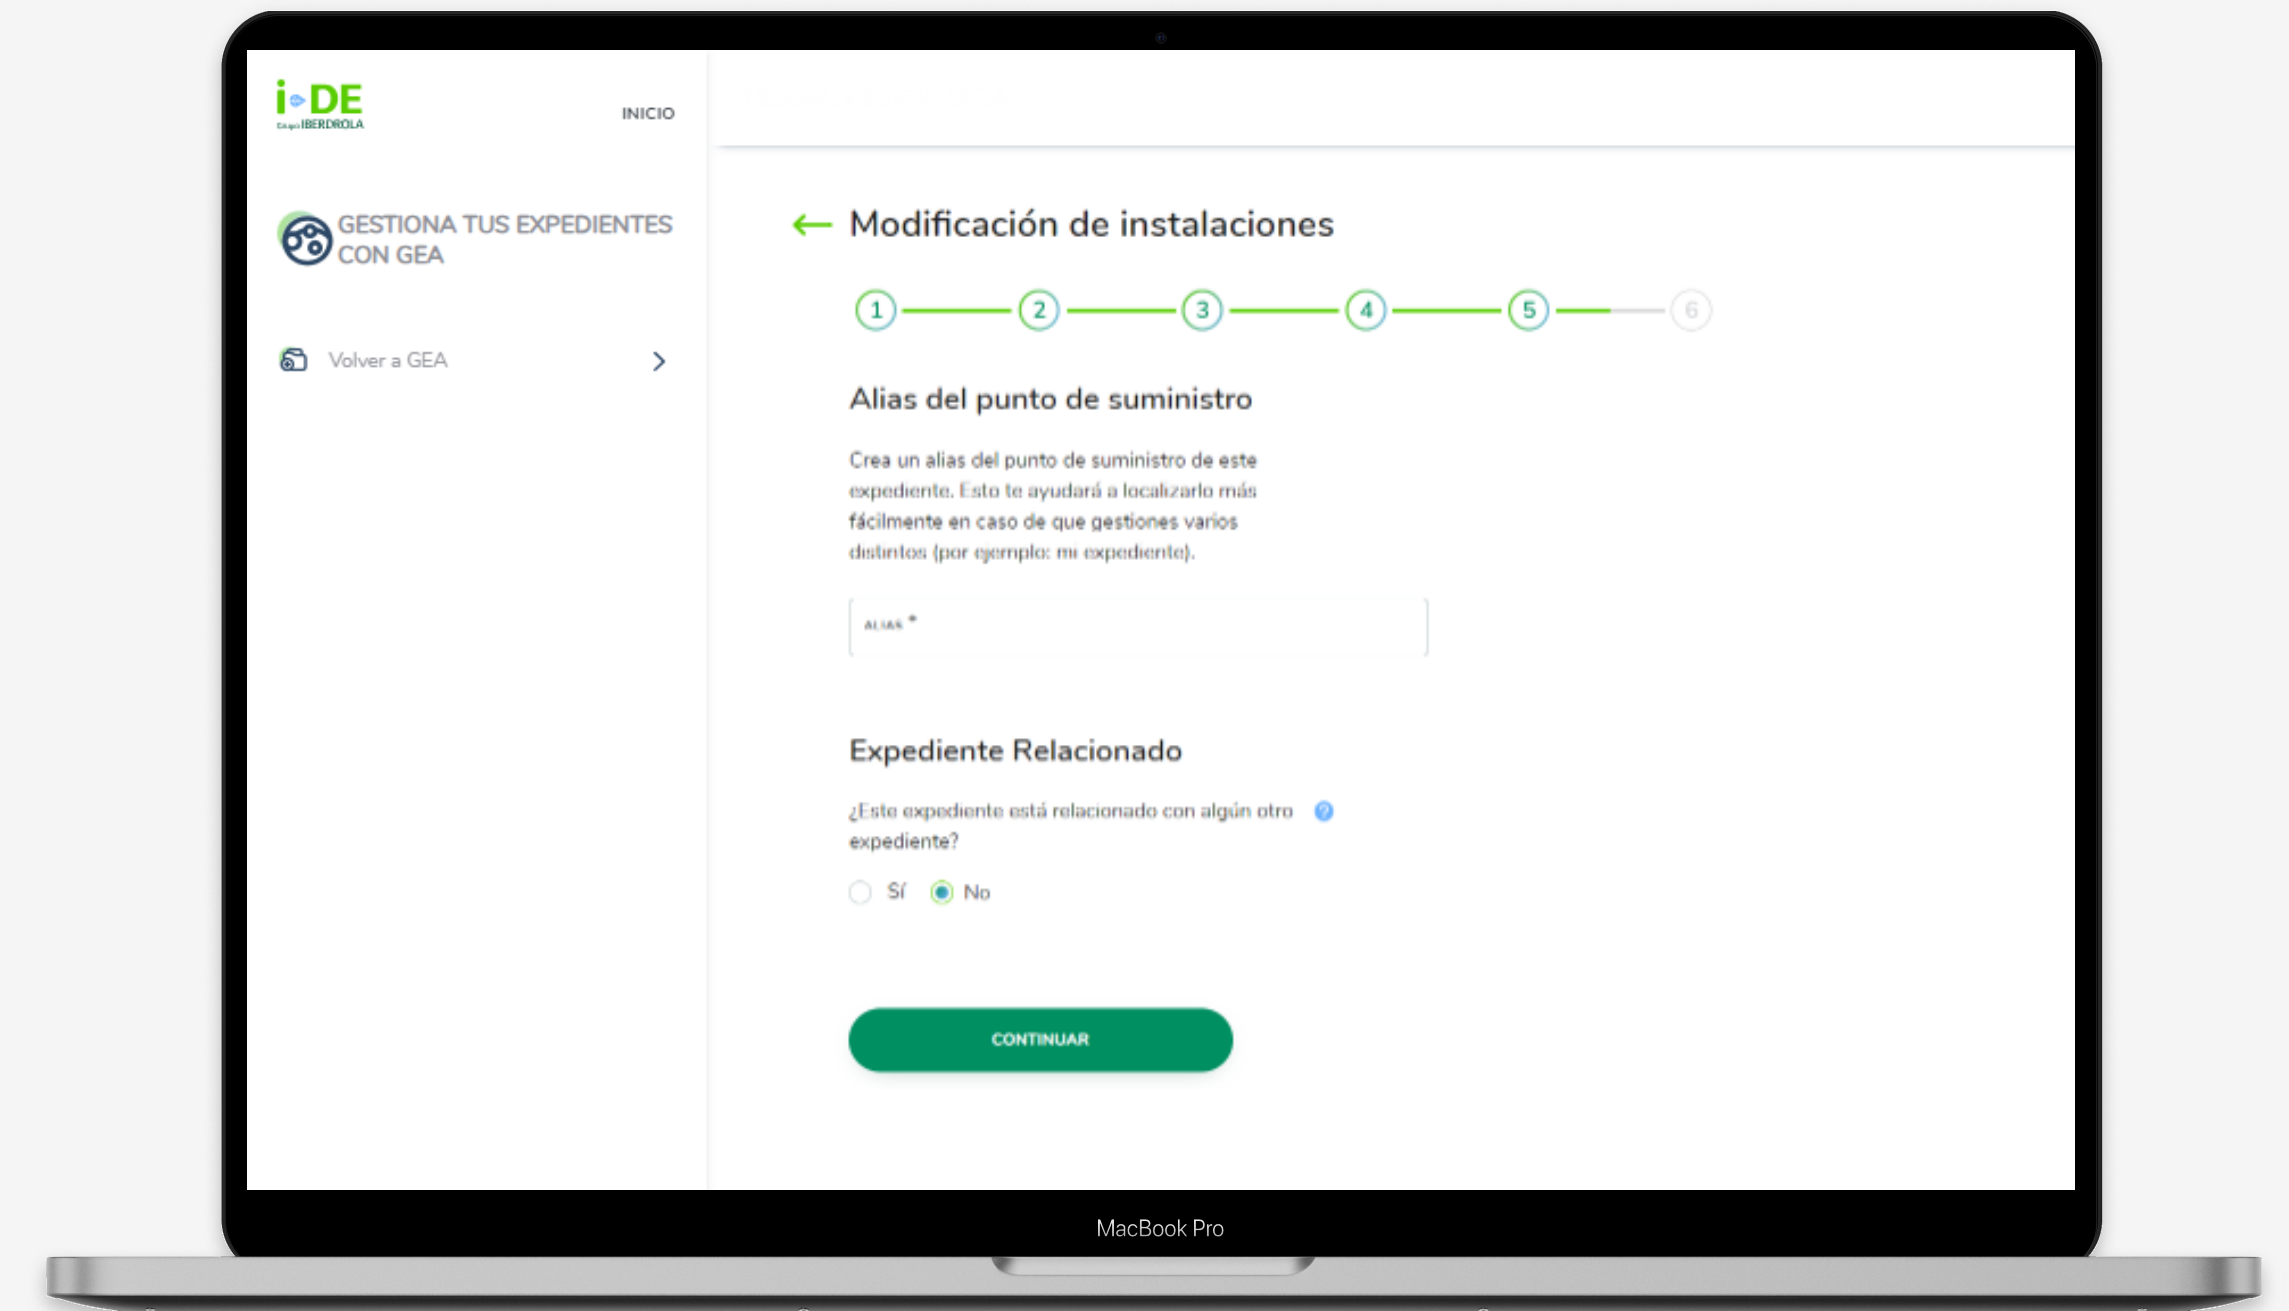 i-DE
Grupo IBERDROLA
INICIO
GESTIONA TUS EXPEDIENTES
CON GEA
Volver a GEA
Modificación de instalaciones
1 2 3 4 5 6
Alias del punto de suministro
Crea un alias del punto de suministro de este
expediente. Esto te ayudará a localizarlo más
fácilmente en caso de que gestiones varios
distintos (por ejemplo: mi expediente).
ALIAS *
Expediente Relacionado
¿Este expediente está relacionado con algún otro ?
expediente?
Sí No
CONTINUAR
MacBook Pro